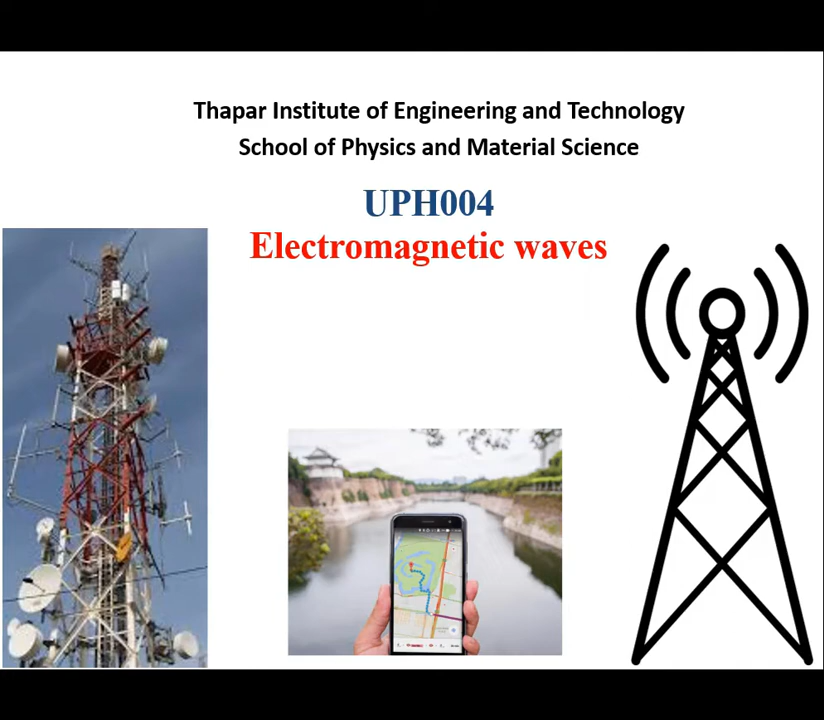 Thapar Institute of Engineering and Technology
School of Physics and Material Science
UPH004
Electromagnetic waves